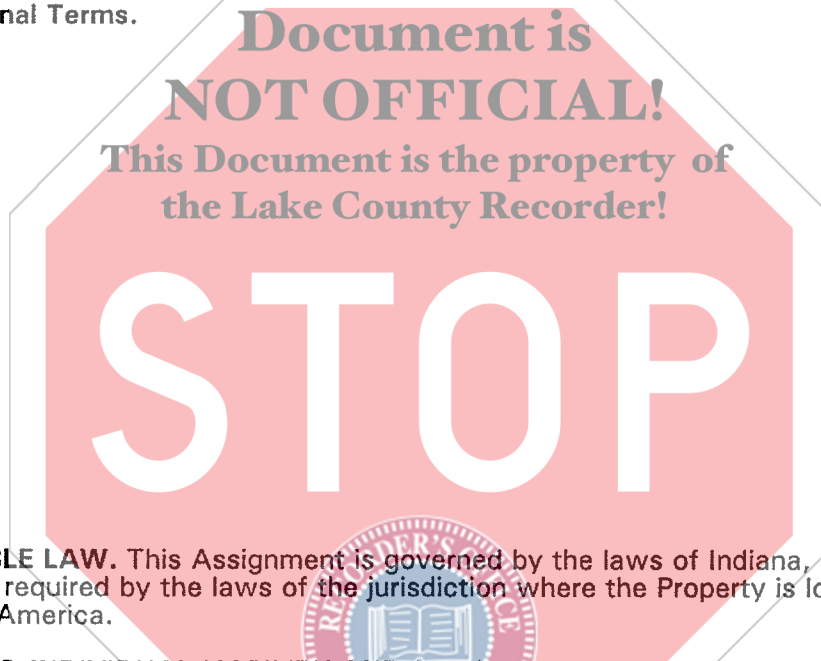 nal Terms.
Document is
NOT OFFICIAL!
This Document is the property of
the Lake County Recorder!
STOP
LE LAW. This Assignment is governed by the laws of Indiana,
required by the laws of the jurisdiction where the Property is lo
America.
RECORDER'S OFFICE